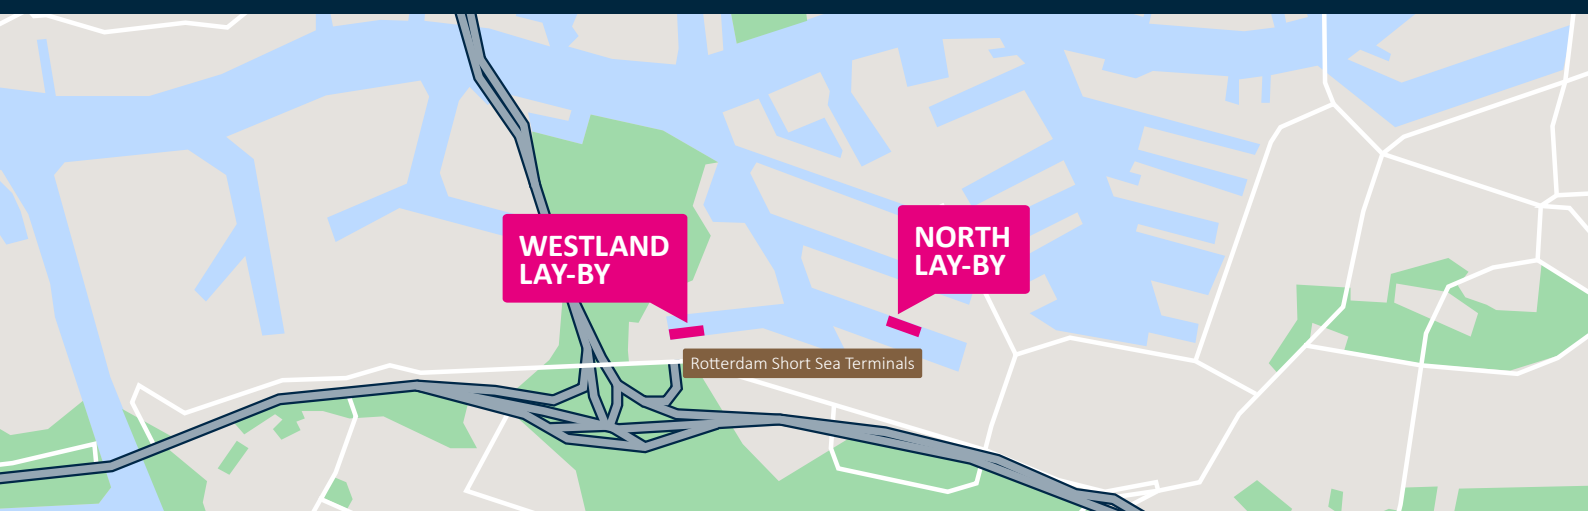 WESTLAND
LAY-BY
NORTH
LAY-BY
Rotterdam Short Sea Terminals